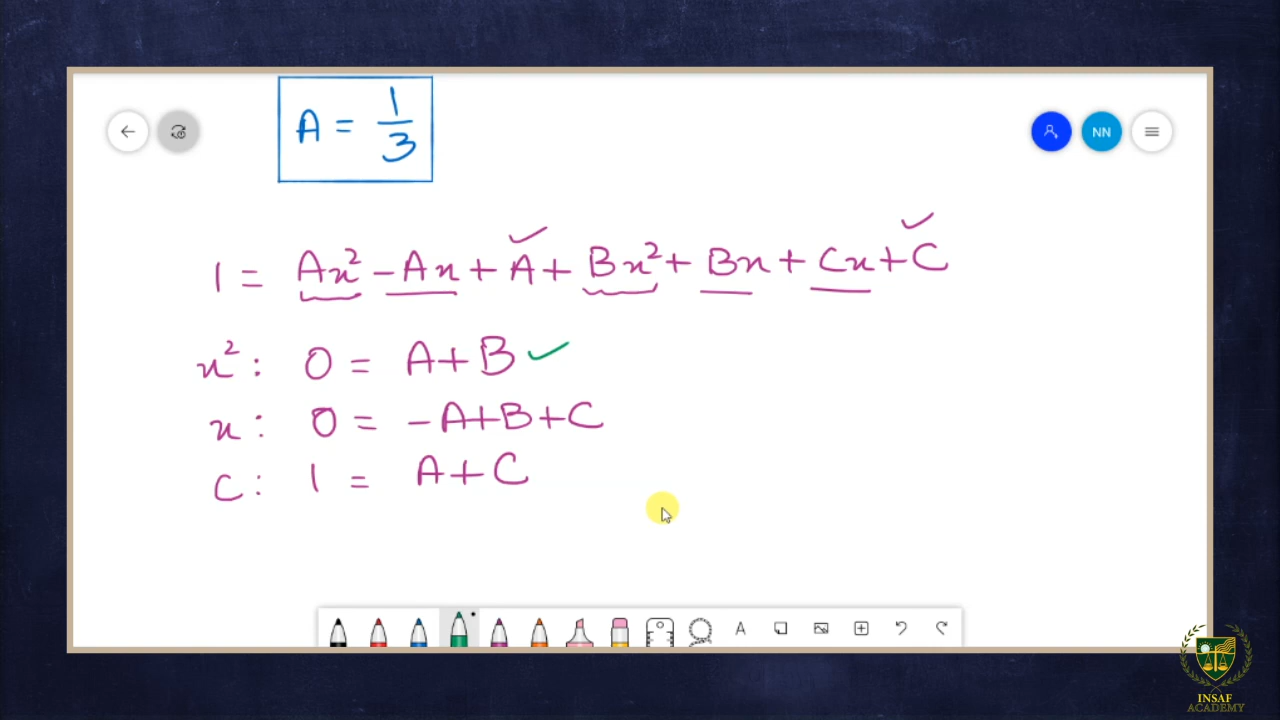 A = 1/3
NN
1 = Ax² - Ax + A + Bx² + Bx + Cx + C
x² : 0 = A + B
x : 0 = -A + B + C
C : 1 = A + C
A
INSAF
ACADEMY